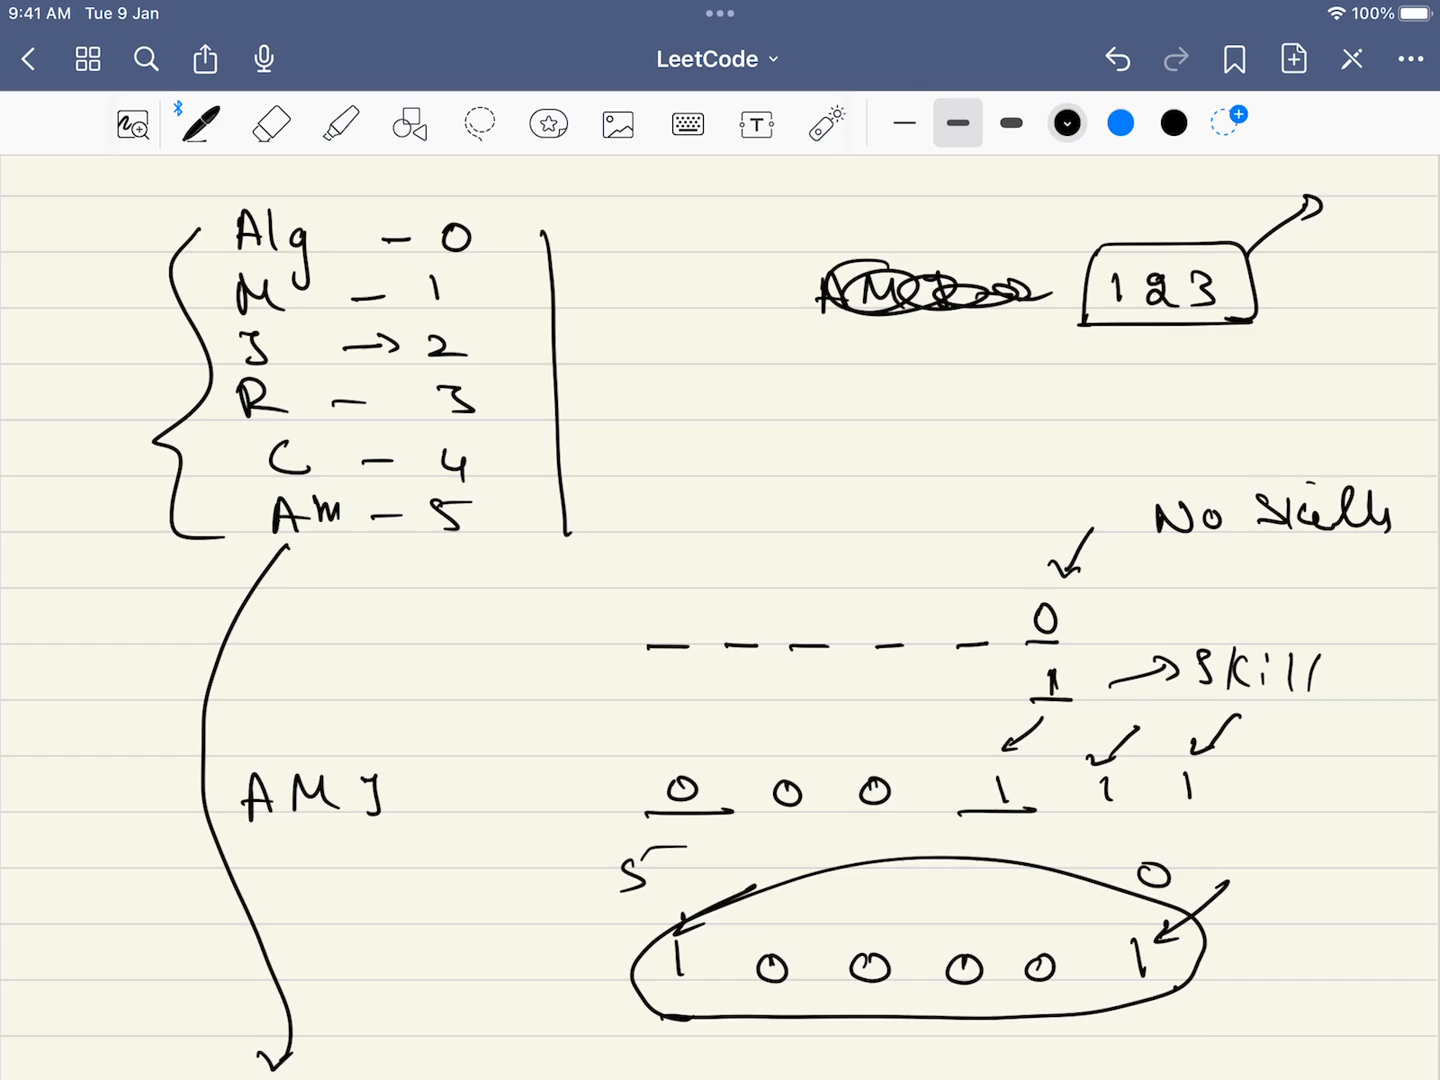 9:41 AM Tue 9 Jan
100%
LeetCode
T
Alg - 0
M - 1
J → 2
R - 3
C - 4
Am - 5
1 2 3
No Skills
0
1 → Skill
A M J
0 0 0 1 1 1
5 0
1 0 0 0 0 1